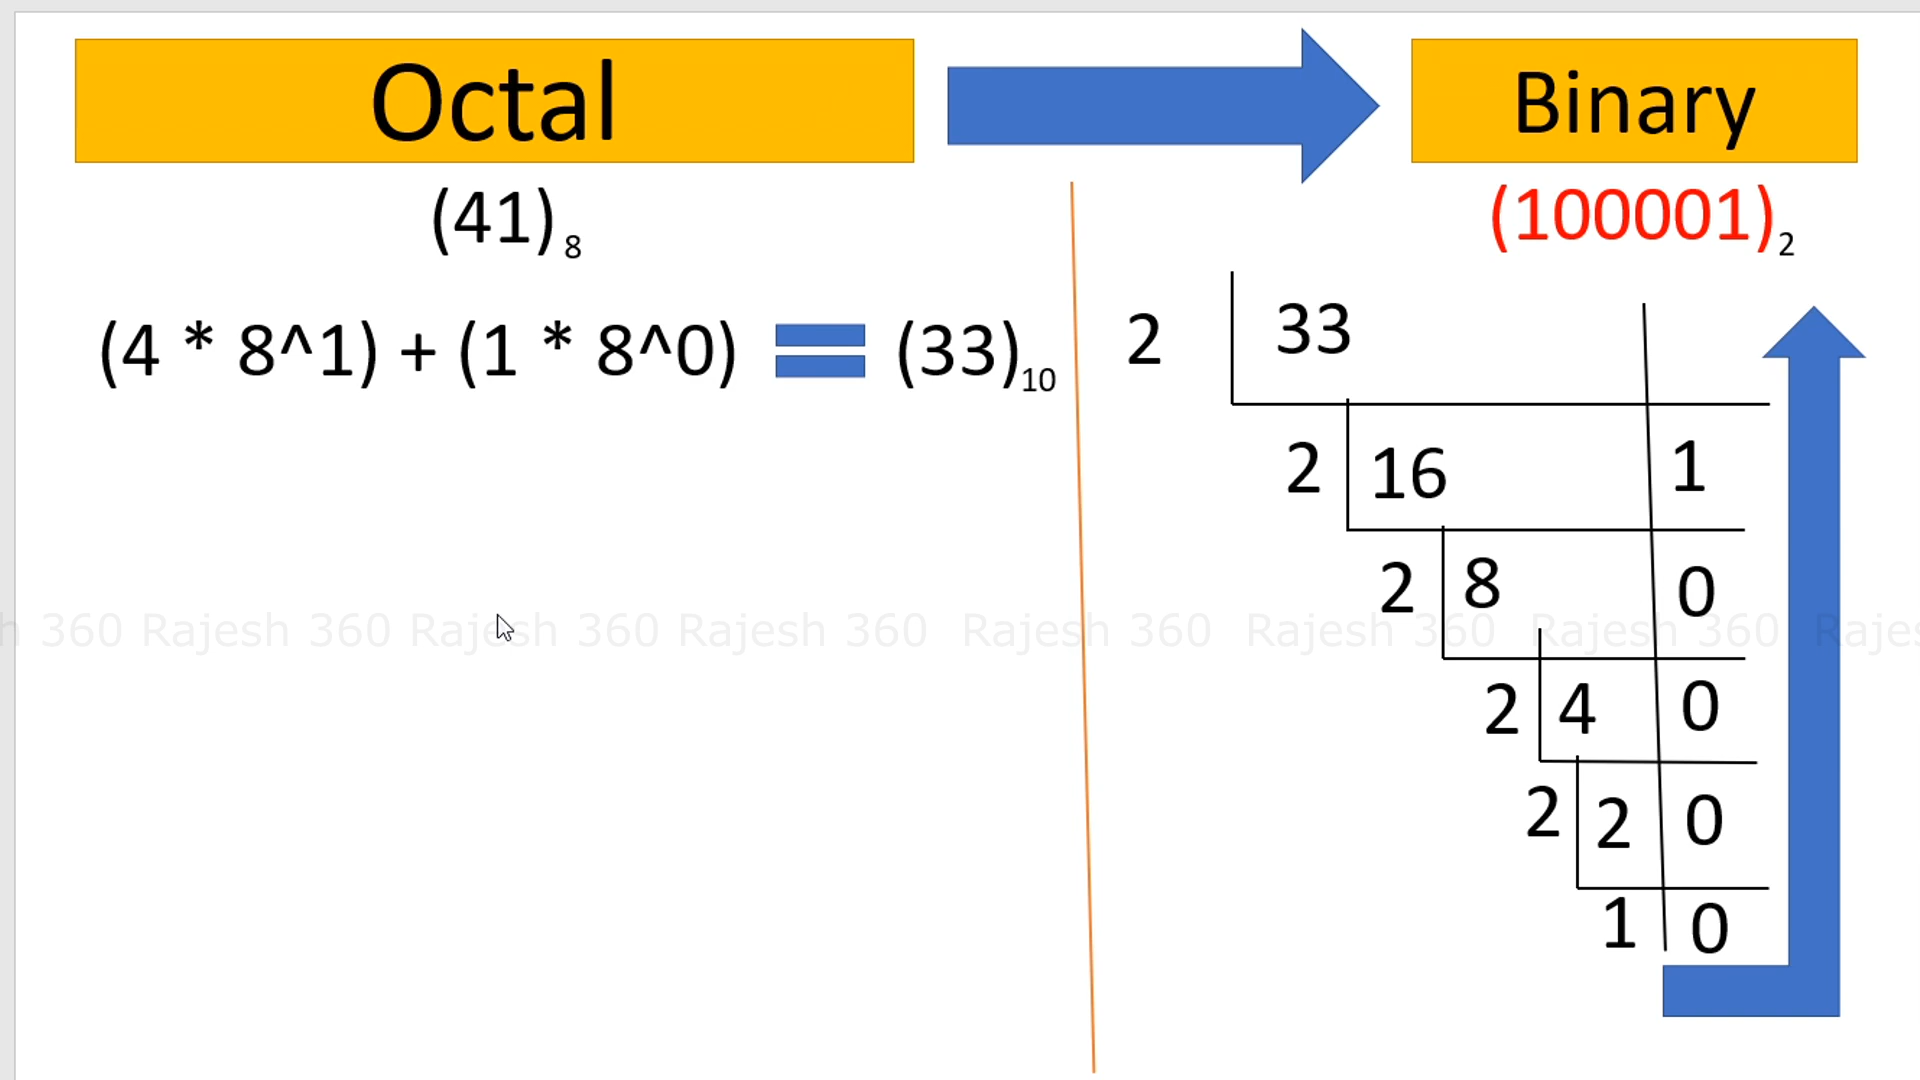 Octal
Binary
(41)8
(100001)2
(4 * 8^1) + (1 * 8^0) = (33)10
2 33
2 16 1
2 8 0
360 Rajesh 360 Rajesh 360 Rajesh 360 Rajesh 360 Rajesh 360 Rajesh 360
2 4 0
2 2 0
1 0